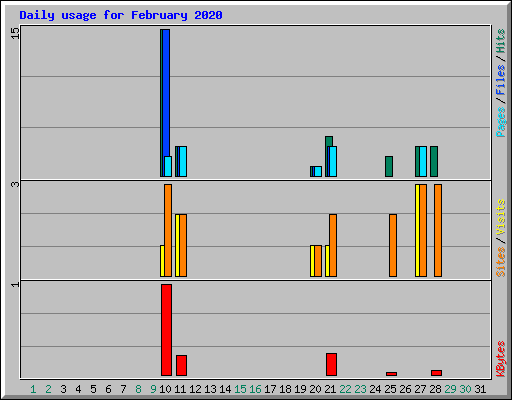 Daily usage for February 2020
15
3
1
Pages / Files / Hits
Sites / Visits
KBytes
1 2 3 4 5 6 7 8 9 10 11 12 13 14 15 16 17 18 19 20 21 22 23 24 25 26 27 28 29 30 31